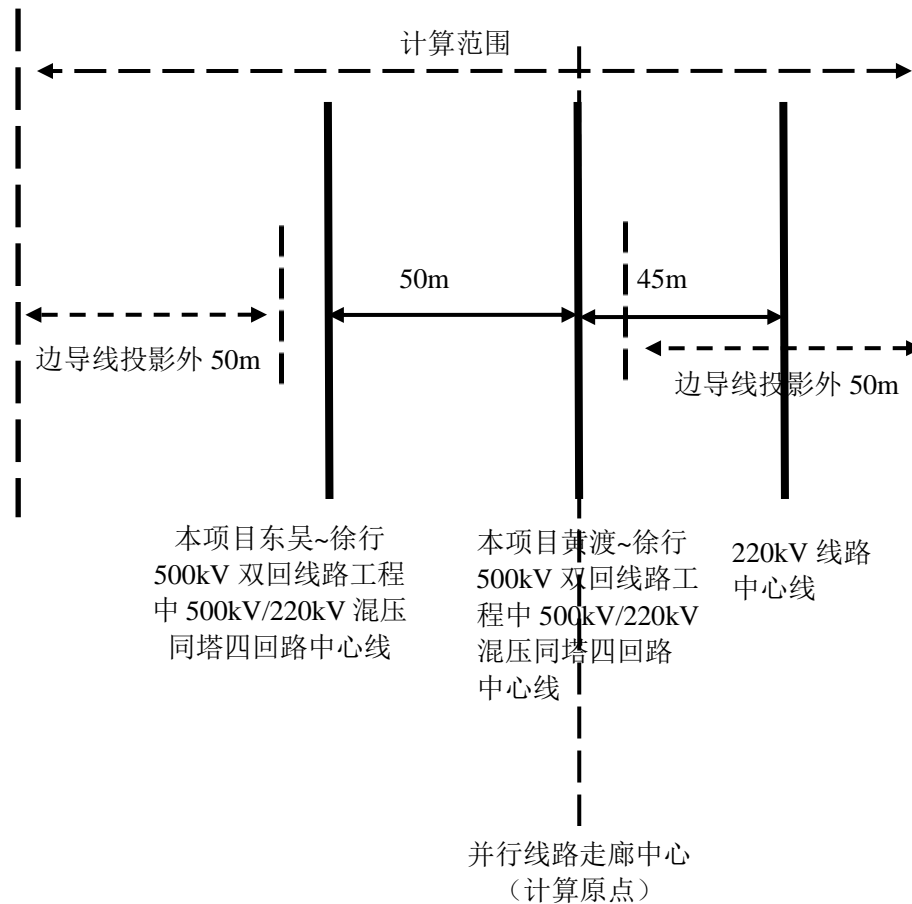 计算范围
50m
45m
边导线投影外 50m
边导线投影外 50m
本项目东吴~徐行
500kV 双回线路工程
中 500kV/220kV 混压
同塔四回路中心线
本项目黄渡~徐行
500kV 双回线路工
程中 500kV/220kV
混压同塔四回路
中心线
220kV 线路
中心线
并行线路走廊中心
（计算原点）